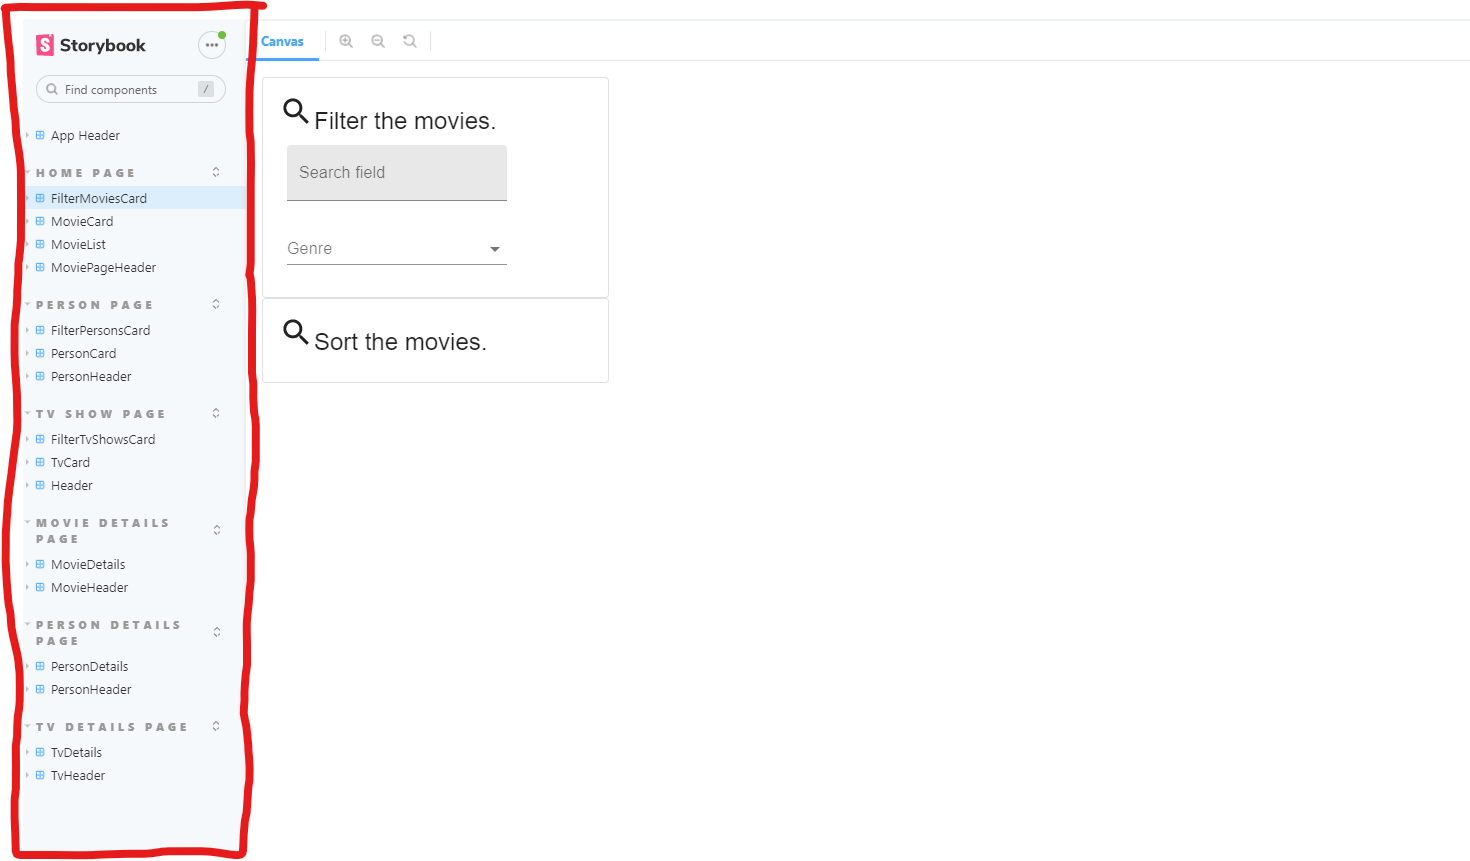 Storybook
Find components /
App Header
HOME PAGE
FilterMoviesCard
MovieCard
MovieList
MoviePageHeader
PERSON PAGE
FilterPersonsCard
PersonCard
PersonHeader
TV SHOW PAGE
FilterTvShowsCard
TvCard
Header
MOVIE DETAILS
PAGE
MovieDetails
MovieHeader
PERSON DETAILS
PAGE
PersonDetails
PersonHeader
TV DETAILS PAGE
TvDetails
TvHeader
Canvas
Filter the movies.
Search field
Genre
Sort the movies.